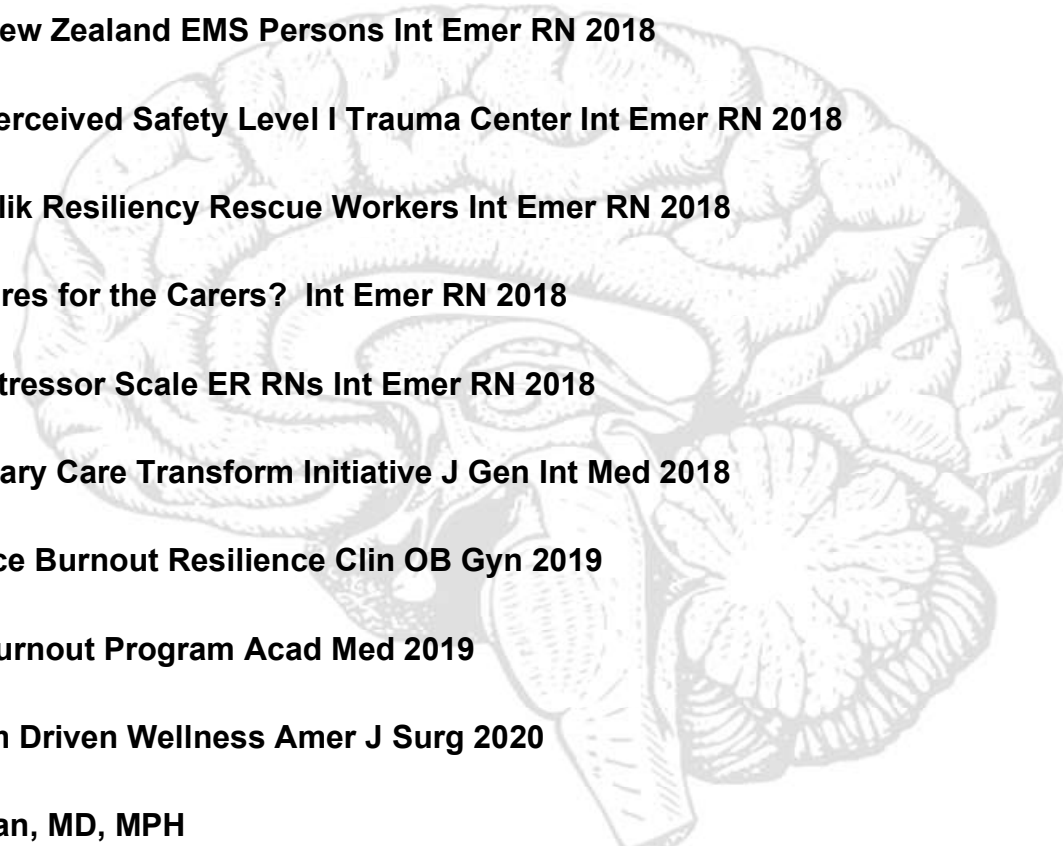 ew Zealand EMS Persons Int Emer RN 2018
erceived Safety Level I Trauma Center Int Emer RN 2018
lik Resiliency Rescue Workers Int Emer RN 2018
res for the Carers? Int Emer RN 2018
tressor Scale ER RNs Int Emer RN 2018
ary Care Transform Initiative J Gen Int Med 2018
ce Burnout Resilience Clin OB Gyn 2019
urnout Program Acad Med 2019
n Driven Wellness Amer J Surg 2020
an, MD, MPH